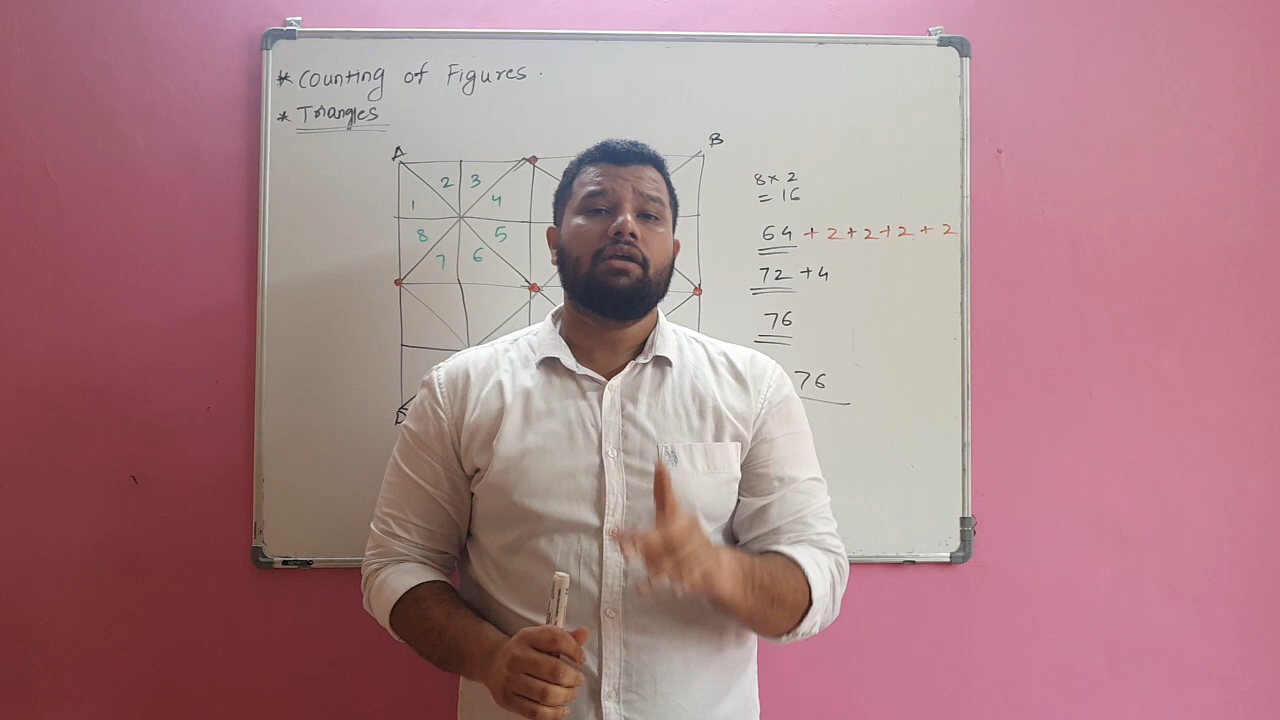 * Counting of Figures.
* Triangles
A B
8 x 2
2 3
1 4
= 16
8 5
64 + 2 + 2 + 2 + 2
7 6
72 + 4
76
76